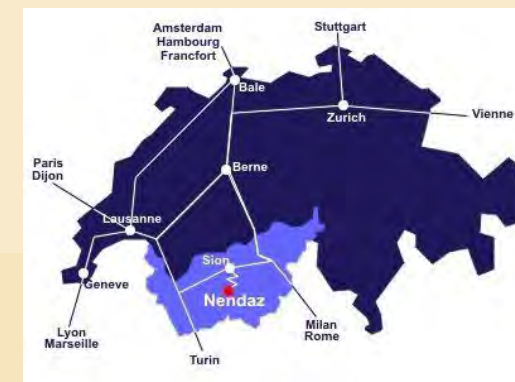 Amsterdam
Hambourg
Francfort
Stuttgart
Bale
Zurich
Vienne
Paris
Dijon
Berne
Lausanne
Sion
Geneve
Nendaz
Lyon
Marseille
Milan
Rome
Turin